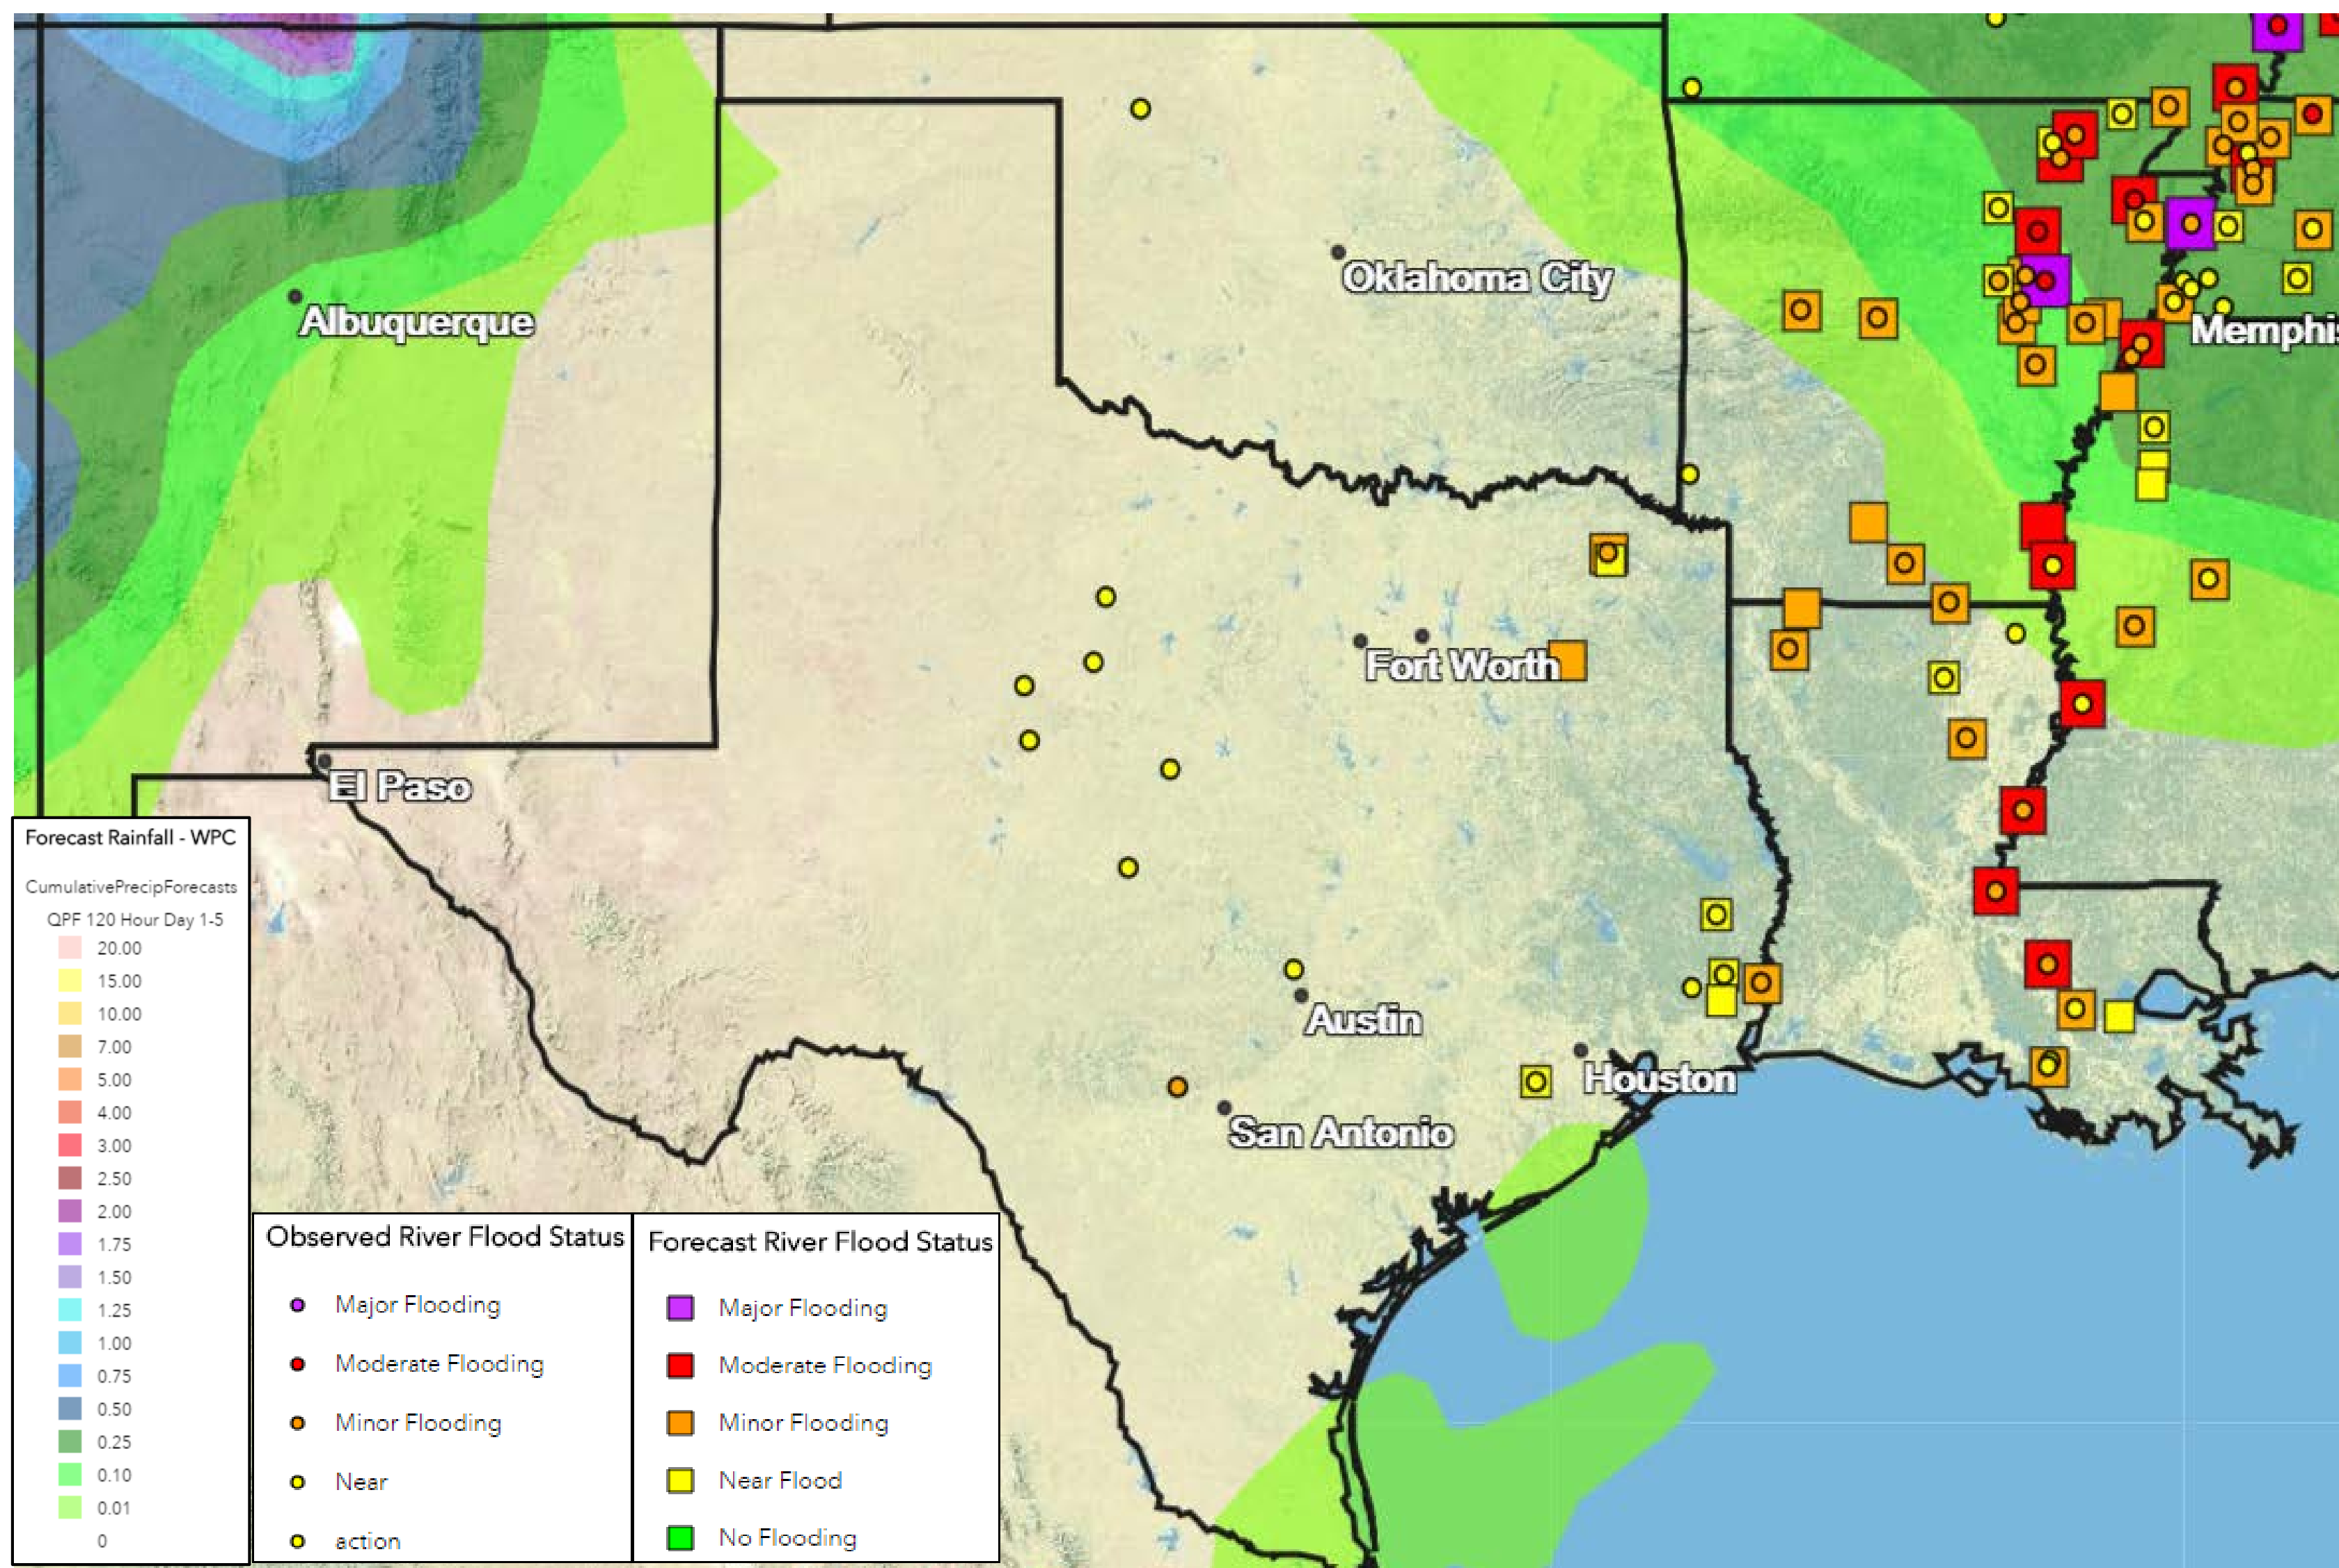 Oklahoma City
Albuquerque
Memphis
Fort Worth
El Paso
Austin
Houston
San Antonio
Forecast Rainfall - WPC
CumulativePrecipForecasts
QPF 120 Hour Day 1-5
20.00
15.00
10.00
7.00
5.00
4.00
3.00
2.50
2.00
1.75
1.50
1.25
1.00
0.75
0.50
0.25
0.10
0.01
0
Observed River Flood Status
Major Flooding
Moderate Flooding
Minor Flooding
Near
action
Forecast River Flood Status
Major Flooding
Moderate Flooding
Minor Flooding
Near Flood
No Flooding